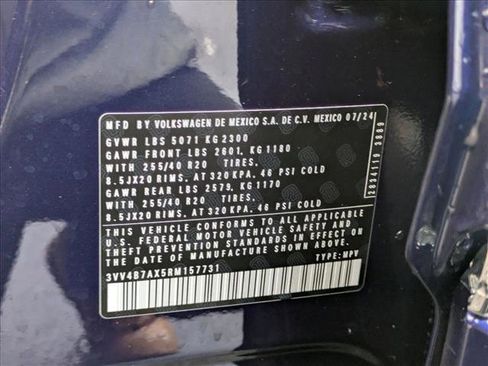 MFD BY VOLKSWAGEN DE MEXICO S.A. DE C.V. MEXICO 07/24
GVWR LBS 5071 KG 2300
GAWR FRONT LBS 2601, KG 1180
WITH 255/40 R20 TIRES,
8.5JX20 RIMS, AT 320 KPA, 46 PSI COLD
GAWR REAR LBS 2579, KG 1170
WITH 255/40 R20 TIRES,
8.5JX20 RIMS, AT 320 KPA, 46 PSI COLD
THIS VEHICLE CONFORMS TO ALL APPLICABLE
U.S. FEDERAL MOTOR VEHICLE SAFETY AND
THEFT PREVENTION STANDARDS IN EFFECT ON THE
DATE OF MANUFACTURE SHOWN ABOVE.
3VV4B7AX5RM157731 TYPE: MPV
2834119 3889